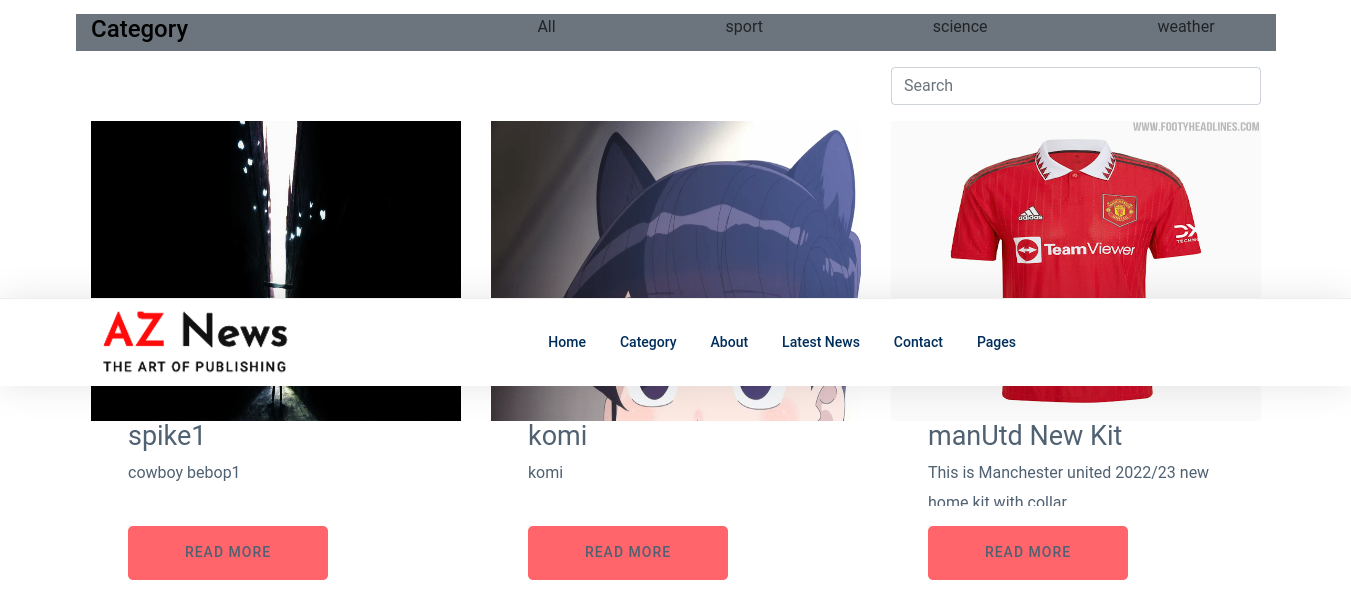 Category
All
sport
science
weather
Search
WWW.FOOTYHEADLINES.COM
adidas
TeamViewer
DX
AZ News
THE ART OF PUBLISHING
Home
Category
About
Latest News
Contact
Pages
spike1
komi
manUtd New Kit
cowboy bebop1
komi
This is Manchester united 2022/23 new
home kit with collar
READ MORE
READ MORE
READ MORE